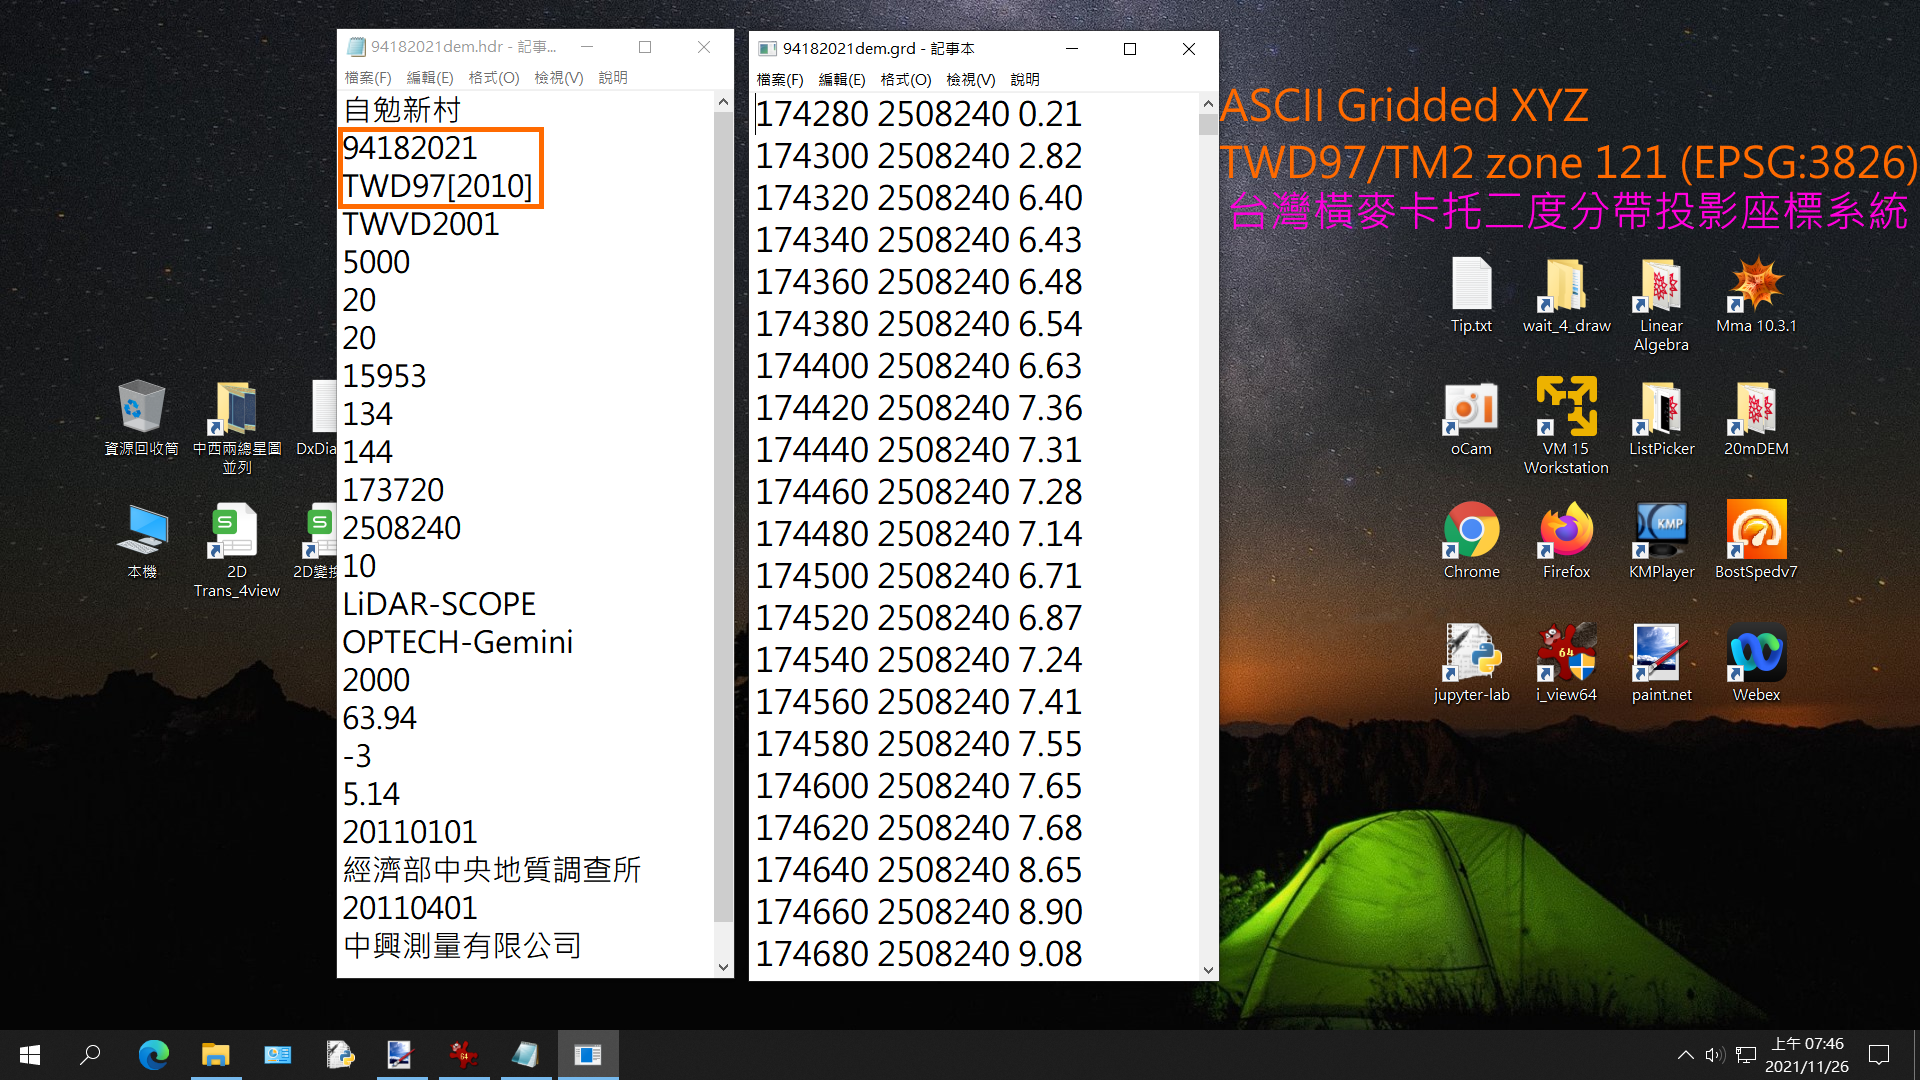 94182021dem.hdr - 記事...
檔案(F) 編輯(E) 格式(O) 檢視(V) 說明
自勉新村
94182021
TWD97[2010]
TWVD2001
5000
20
20
15953
134
144
173720
2508240
10
LiDAR-SCOPE
OPTECH-Gemini
2000
63.94
-3
5.14
20110101
經濟部中央地質調查所
20110401
中興測量有限公司
94182021dem.grd - 記事本
檔案(F) 編輯(E) 格式(O) 檢視(V) 說明
174280 2508240 0.21
174300 2508240 2.82
174320 2508240 6.40
174340 2508240 6.43
174360 2508240 6.48
174380 2508240 6.54
174400 2508240 6.63
174420 2508240 7.36
174440 2508240 7.31
174460 2508240 7.28
174480 2508240 7.14
174500 2508240 6.71
174520 2508240 6.87
174540 2508240 7.24
174560 2508240 7.41
174580 2508240 7.55
174600 2508240 7.65
174620 2508240 7.68
174640 2508240 8.65
174660 2508240 8.90
174680 2508240 9.08
ASCII Gridded XYZ
TWD97/TM2 zone 121 (EPSG:3826)
台灣橫麥卡托二度分帶投影座標系統
資源回收筒
中西兩總星圖
並列
DxDia
本機
2D
Trans_4view
2D變換
Tip.txt
wait_4_draw
Linear
Algebra
Mma 10.3.1
oCam
VM 15
Workstation
ListPicker
20mDEM
Chrome
Firefox
KMP
KMPlayer
BostSpedv7
jupyter-lab
64
i_view64
paint.net
Webex
上午 07:46
2021/11/26